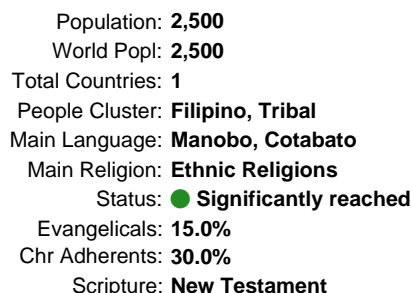 Population: 2,500
World Popl: 2,500
Total Countries: 1
People Cluster: Filipino, Tribal
Main Language: Manobo, Cotabato
Main Religion: Ethnic Religions
Status: Significantly reached
Evangelicals: 15.0%
Chr Adherents: 30.0%
Scripture: New Testament